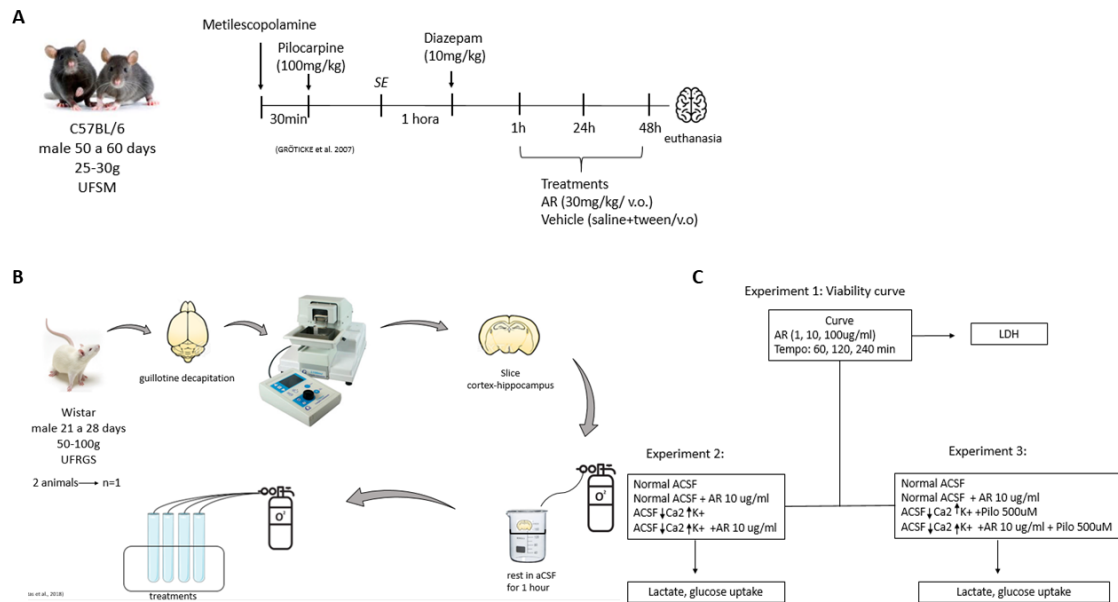 A
Metilescopolamine
Pilocarpine
(100mg/kg)
SE
Diazepam
(10mg/kg)
30min
1 hora
1h
24h
48h
euthanasia
(GRÖTICKE et al. 2007)
C57BL/6
male 50 a 60 days
25-30g
UFSM
Treatments
AR (30mg/kg/ v.o.)
Vehicle (saline+tween/v.o)
B
guillotine decapitation
Slice
cortex-hippocampus
Wistar
male 21 a 28 days
50-100g
UFRGS
2 animals→ n=1
O²
rest in aCSF
for 1 hour
O²
treatments
et al., 2018)
C
Experiment 1: Viability curve
Curve
AR (1, 10, 100ug/ml)
Tempo: 60, 120, 240 min
LDH
Experiment 2:
Normal ACSF
Normal ACSF + AR 10 ug/ml
ACSF ↓Ca2 ↑K+
ACSF ↓Ca2 ↑K+ +AR 10 ug/ml)
Lactate, glucose uptake
Experiment 3:
Normal ACSF
Normal ACSF + AR 10 ug/ml
ACSF ↓Ca2 ↑K+ +Pilo 500uM
ACSF ↓Ca2 ↑K+ +AR 10 ug/ml + Pilo 500uM
Lactate, glucose uptake